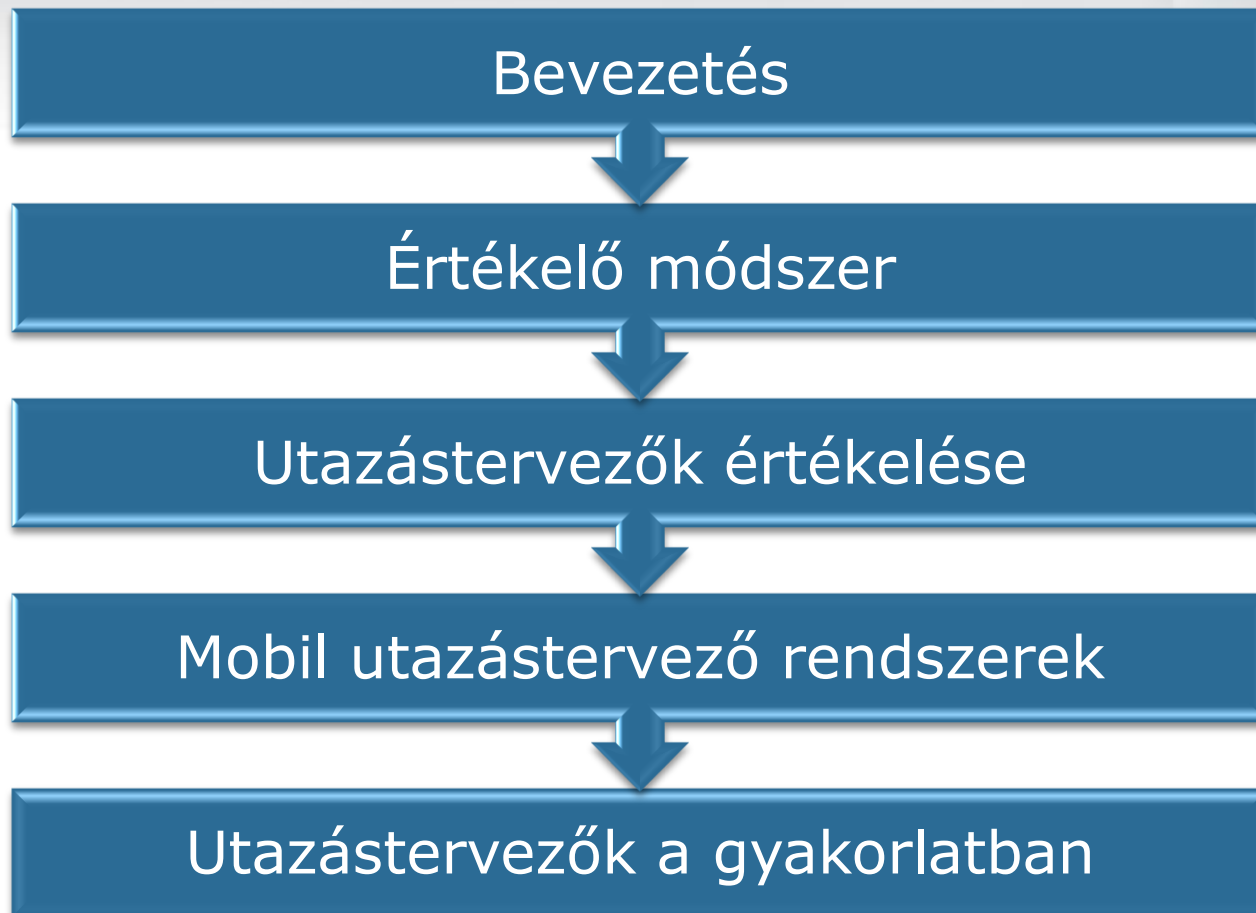 Bevezetés
Értékelő módszer
Utazástervezők értékelése
Mobil utazástervező rendszerek
Utazástervezők a gyakorlatban